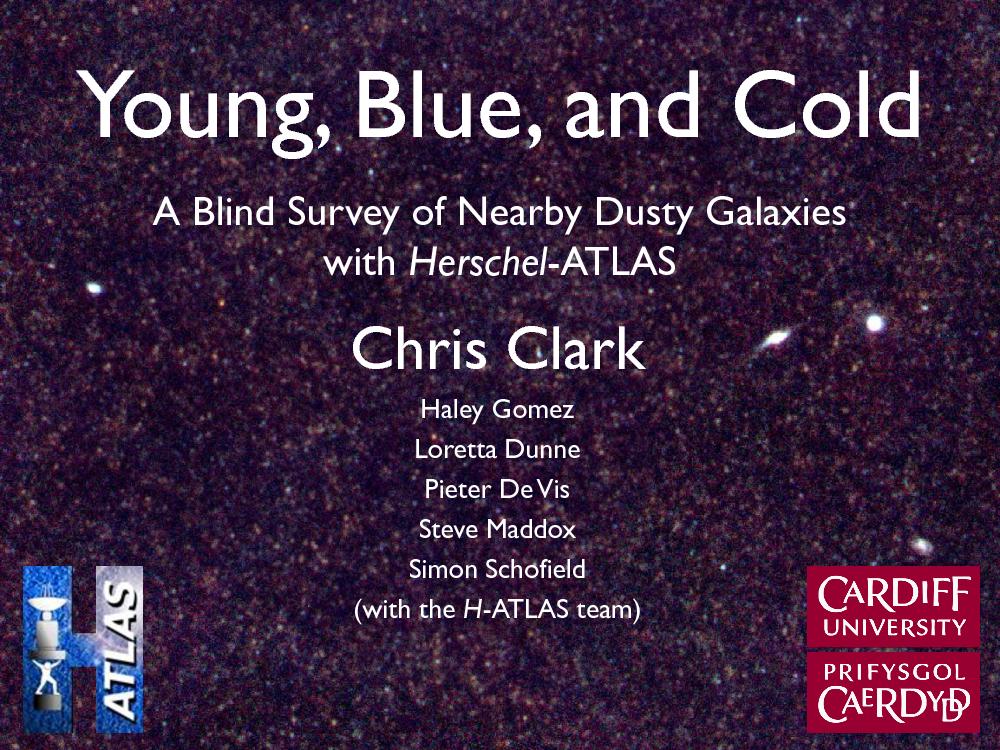 Young, Blue, and Cold
A Blind Survey of Nearby Dusty Galaxies
with Herschel-ATLAS
Chris Clark
Haley Gomez
Loretta Dunne
Pieter De Vis
Steve Maddox
Simon Schofield
(with the H-ATLAS team)
H
ATLAS
CARDIFF
UNIVERSITY
PRIFYSGOL
CAERDYDD